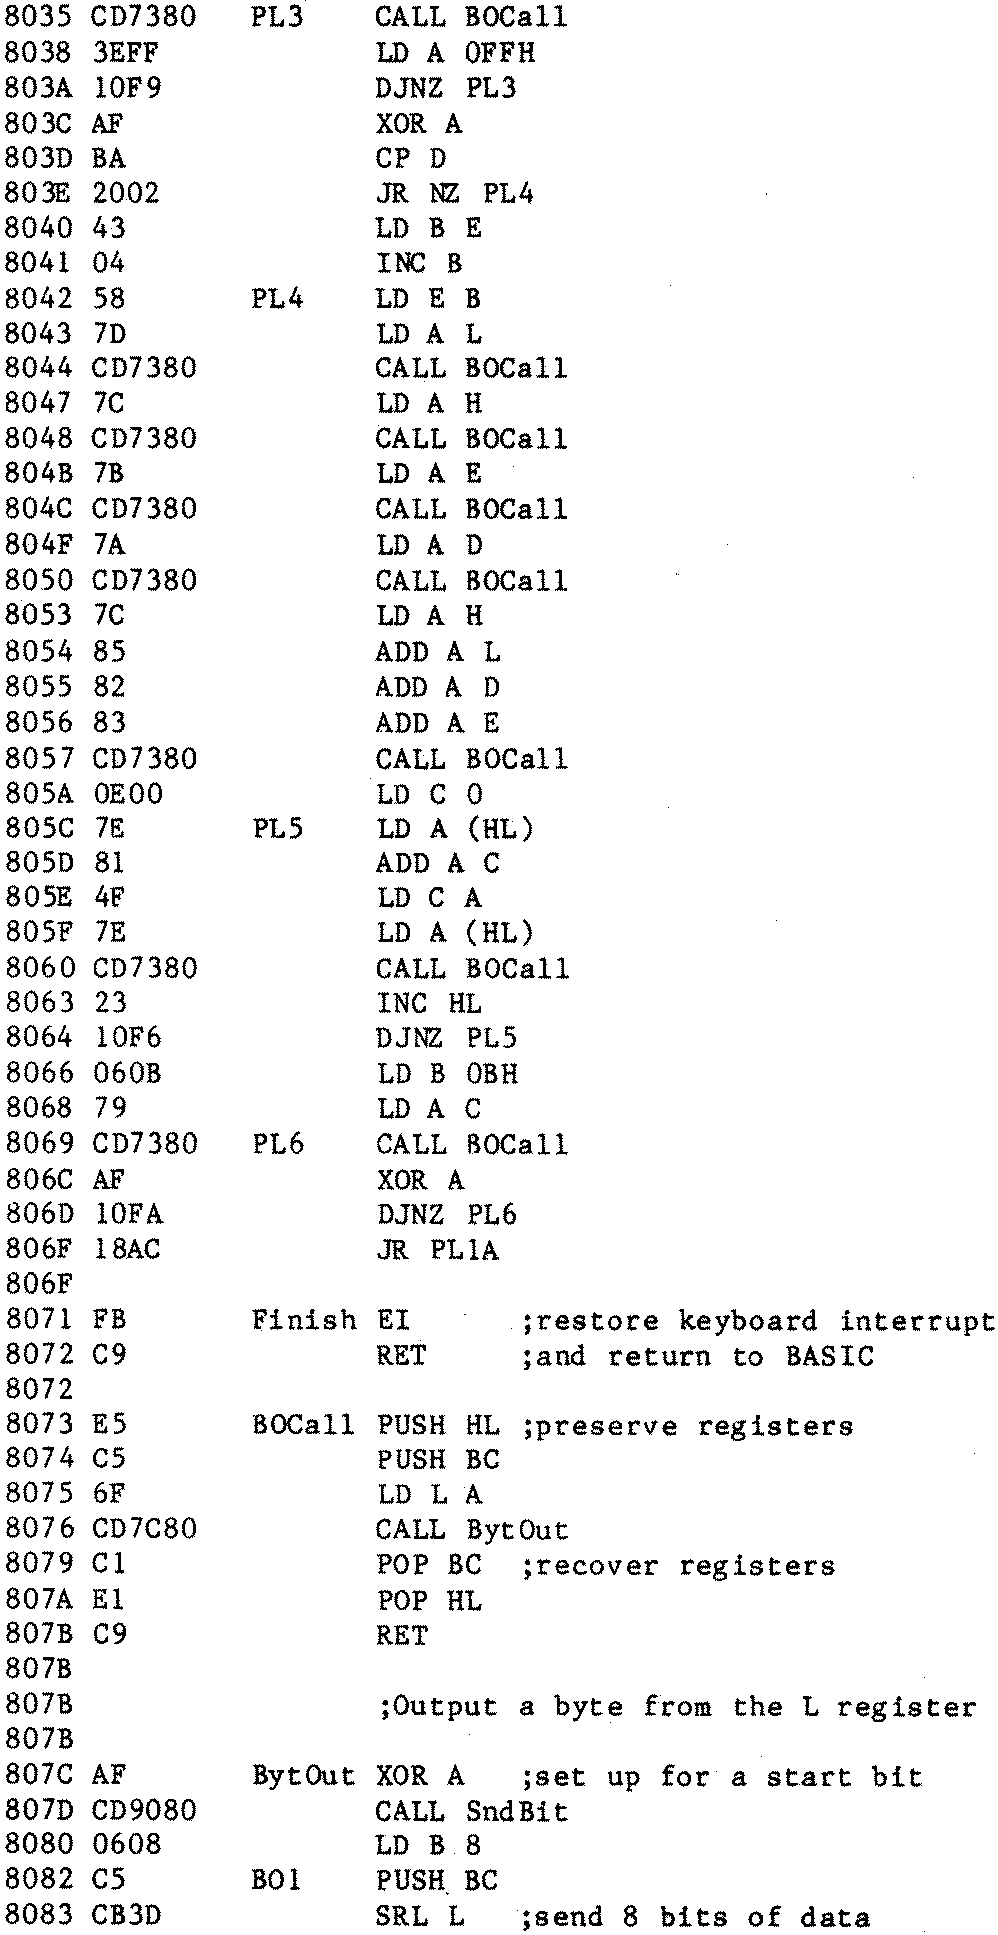 8035 CD7380 PL3 CALL BOCall
8038 3EFF LD A 0FFH
803A 10F9 DJNZ PL3
803C AF XOR A
803D BA CP D
803E 2002 JR NZ PL4
8040 43 LD B E
8041 04 INC B
8042 58 PL4 LD E B
8043 7D LD A L
8044 CD7380 CALL BOCall
8047 7C LD A H
8048 CD7380 CALL BOCall
804B 7B LD A E
804C CD7380 CALL BOCall
804F 7A LD A D
8050 CD7380 CALL BOCall
8053 7C LD A H
8054 85 ADD A L
8055 82 ADD A D
8056 83 ADD A E
8057 CD7380 CALL BOCall
805A 0E00 LD C 0
805C 7E PL5 LD A (HL)
805D 81 ADD A C
805E 4F LD C A
805F 7E LD A (HL)
8060 CD7380 CALL BOCall
8063 23 INC HL
8064 10F6 DJNZ PL5
8066 060B LD B 0BH
8068 79 LD A C
8069 CD7380 PL6 CALL BOCall
806C AF XOR A
806D 10FA DJNZ PL6
806F 18AC JR PL1A
806F
8071 FB Finish EI ;restore keyboard interrupt
8072 C9 RET ;and return to BASIC
8072
8073 E5 BOCall PUSH HL ;preserve registers
8074 C5 PUSH BC
8075 6F LD L A
8076 CD7C80 CALL BytOut
8079 C1 POP BC ;recover registers
807A E1 POP HL
807B C9 RET
807B
807B ;Output a byte from the L register
807B
807C AF BytOut XOR A ;set up for a start bit
807D CD9080 CALL SndBit
8080 0608 LD B 8
8082 C5 BO1 PUSH BC
8083 CB3D SRL L ;send 8 bits of data